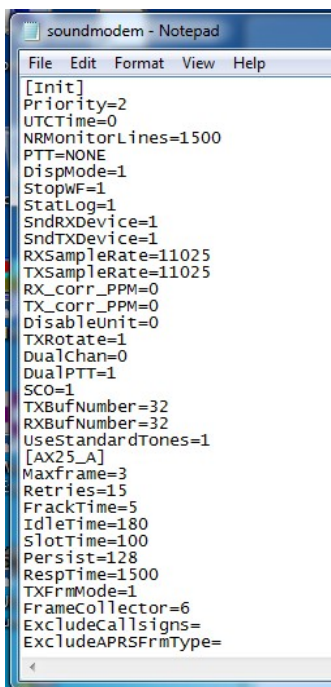 soundmodem - Notepad
File Edit Format View Help
[Init]
Priority=2
UTCTime=0
NRMonitorLines=1500
PTT=NONE
DispMode=1
StopWF=1
StatLog=1
SndRXDevice=1
SndTXDevice=1
RXSampleRate=11025
TXSampleRate=11025
RX_corr_PPM=0
TX_corr_PPM=0
DisableUnit=0
TXRotate=1
DualChan=0
DualPTT=1
SCO=1
TXBufNumber=32
RXBufNumber=32
UseStandardTones=1
[AX25_A]
Maxframe=3
Retries=15
FrackTime=5
IdleTime=180
SlotTime=100
Persist=128
RespTime=1500
TXFrmMode=1
FrameCollector=6
ExcludeCallsigns=
ExcludeAPRSFrmType=